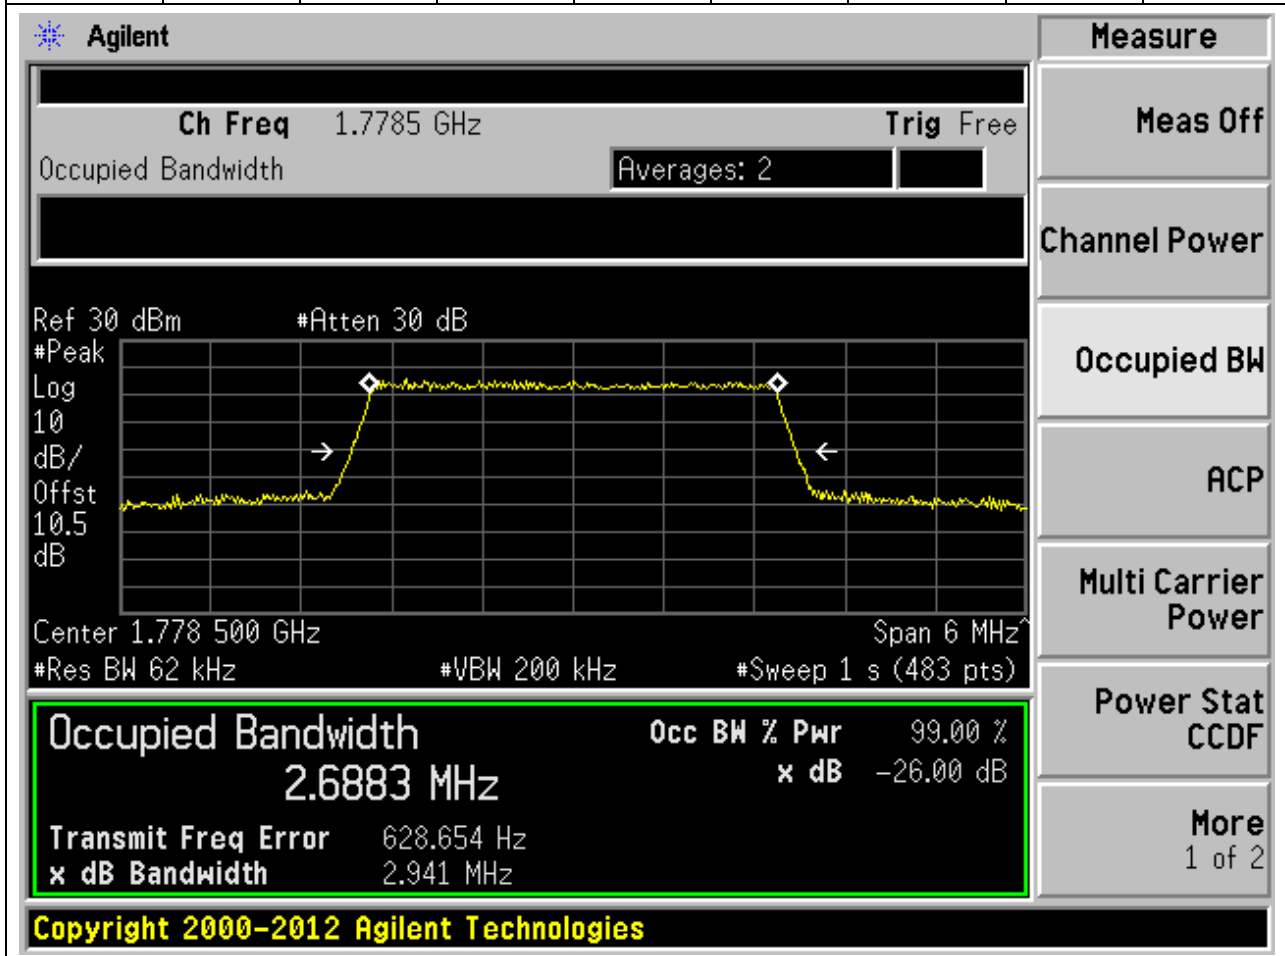 Agilent
Measure
Ch Freq 1.7785 GHz Trig Free
Occupied Bandwidth Averages: 2
Meas Off
Channel Power
Occupied BW
ACP
Multi Carrier
Power
Power Stat
CCDF
More
1 of 2
Ref 30 dBm #Atten 30 dB
#Peak
Log
10
dB/
Offst
10.5
dB
Center 1.778 500 GHz Span 6 MHz^
#Res BW 62 kHz #VBW 200 kHz #Sweep 1 s (483 pts)
Occupied Bandwidth Occ BW % Pwr 99.00 %
2.6883 MHz x dB -26.00 dB
Transmit Freq Error 628.654 Hz
x dB Bandwidth 2.941 MHz
Copyright 2000-2012 Agilent Technologies